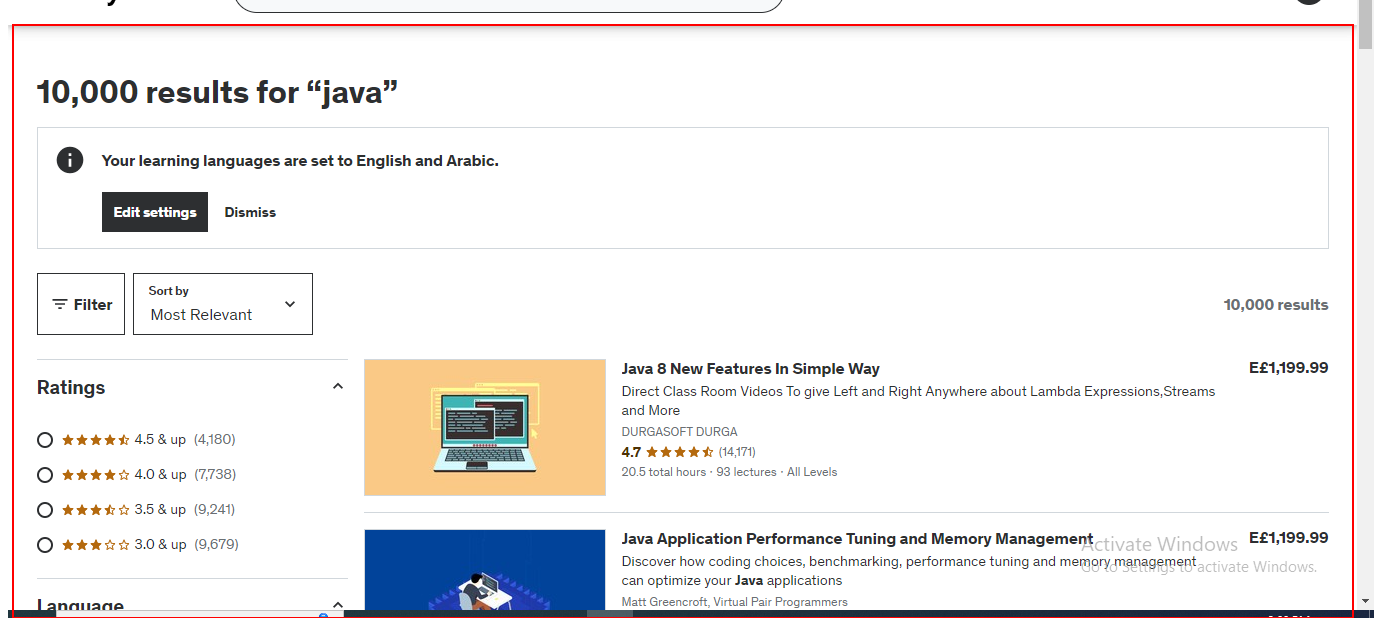 10,000 results for “java”
Your learning languages are set to English and Arabic.
Edit settings
Dismiss
Filter
Sort by
Most Relevant
10,000 results
Ratings
4.5 & up (4,180)
4.0 & up (7,738)
3.5 & up (9,241)
3.0 & up (9,679)
Language
Java 8 New Features In Simple Way
E£1,199.99
Direct Class Room Videos To give Left and Right Anywhere about Lambda Expressions,Streams
and More
DURGASOFT DURGA
4.7 (14,171)
20.5 total hours · 93 lectures · All Levels
Java Application Performance Tuning and Memory Management
E£1,199.99
Discover how coding choices, benchmarking, performance tuning and memory management
can optimize your Java applications
Matt Greencroft, Virtual Pair Programmers
Activate Windows
Go to Settings to activate Windows.